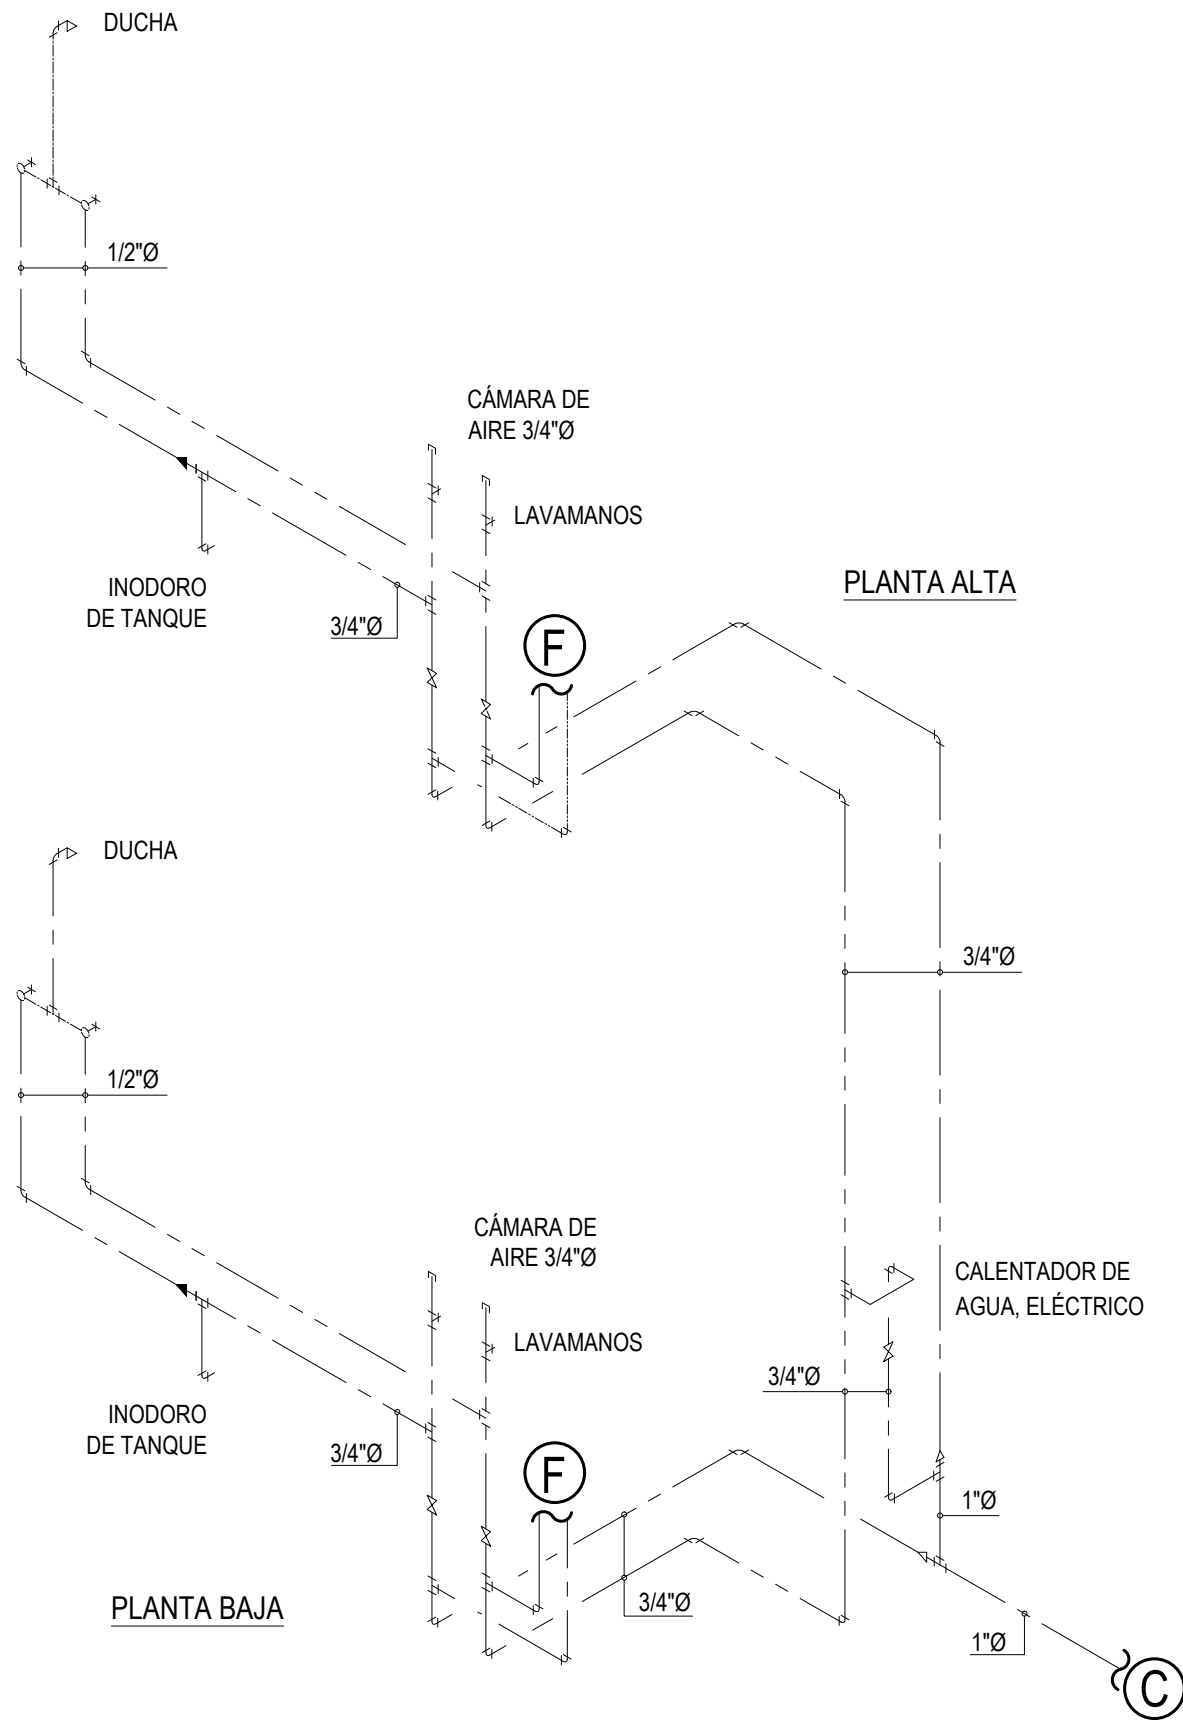 DUCHA
1/2"Ø
CÁMARA DE
AIRE 3/4"Ø
LAVAMANOS
INODORO
DE TANQUE
3/4"Ø
F
PLANTA ALTA
DUCHA
3/4"Ø
1/2"Ø
CÁMARA DE
AIRE 3/4"Ø
LAVAMANOS
CALENTADOR DE
AGUA, ELÉCTRICO
3/4"Ø
INODORO
DE TANQUE
3/4"Ø
F
1"Ø
PLANTA BAJA
3/4"Ø
1"Ø
C